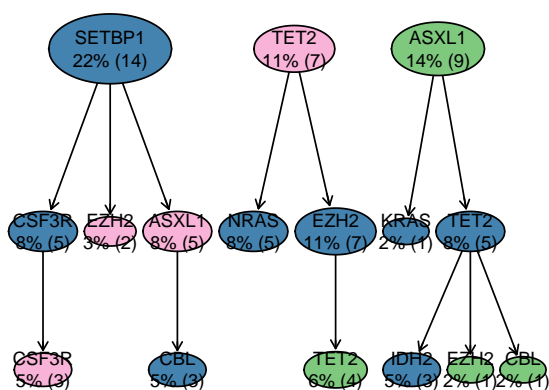 SETBP1
22% (14)
TET2
11% (7)
ASXL1
14% (9)
CSF3R
8% (5)
EZH2
3% (2)
ASXL1
8% (5)
NRAS
8% (5)
EZH2
11% (7)
KRAS
2% (1)
TET2
8% (5)
CSF3R
5% (3)
CBL
5% (3)
TET2
6% (4)
IDH2
5% (3)
EZH2
2% (1)
CBL
2% (1)